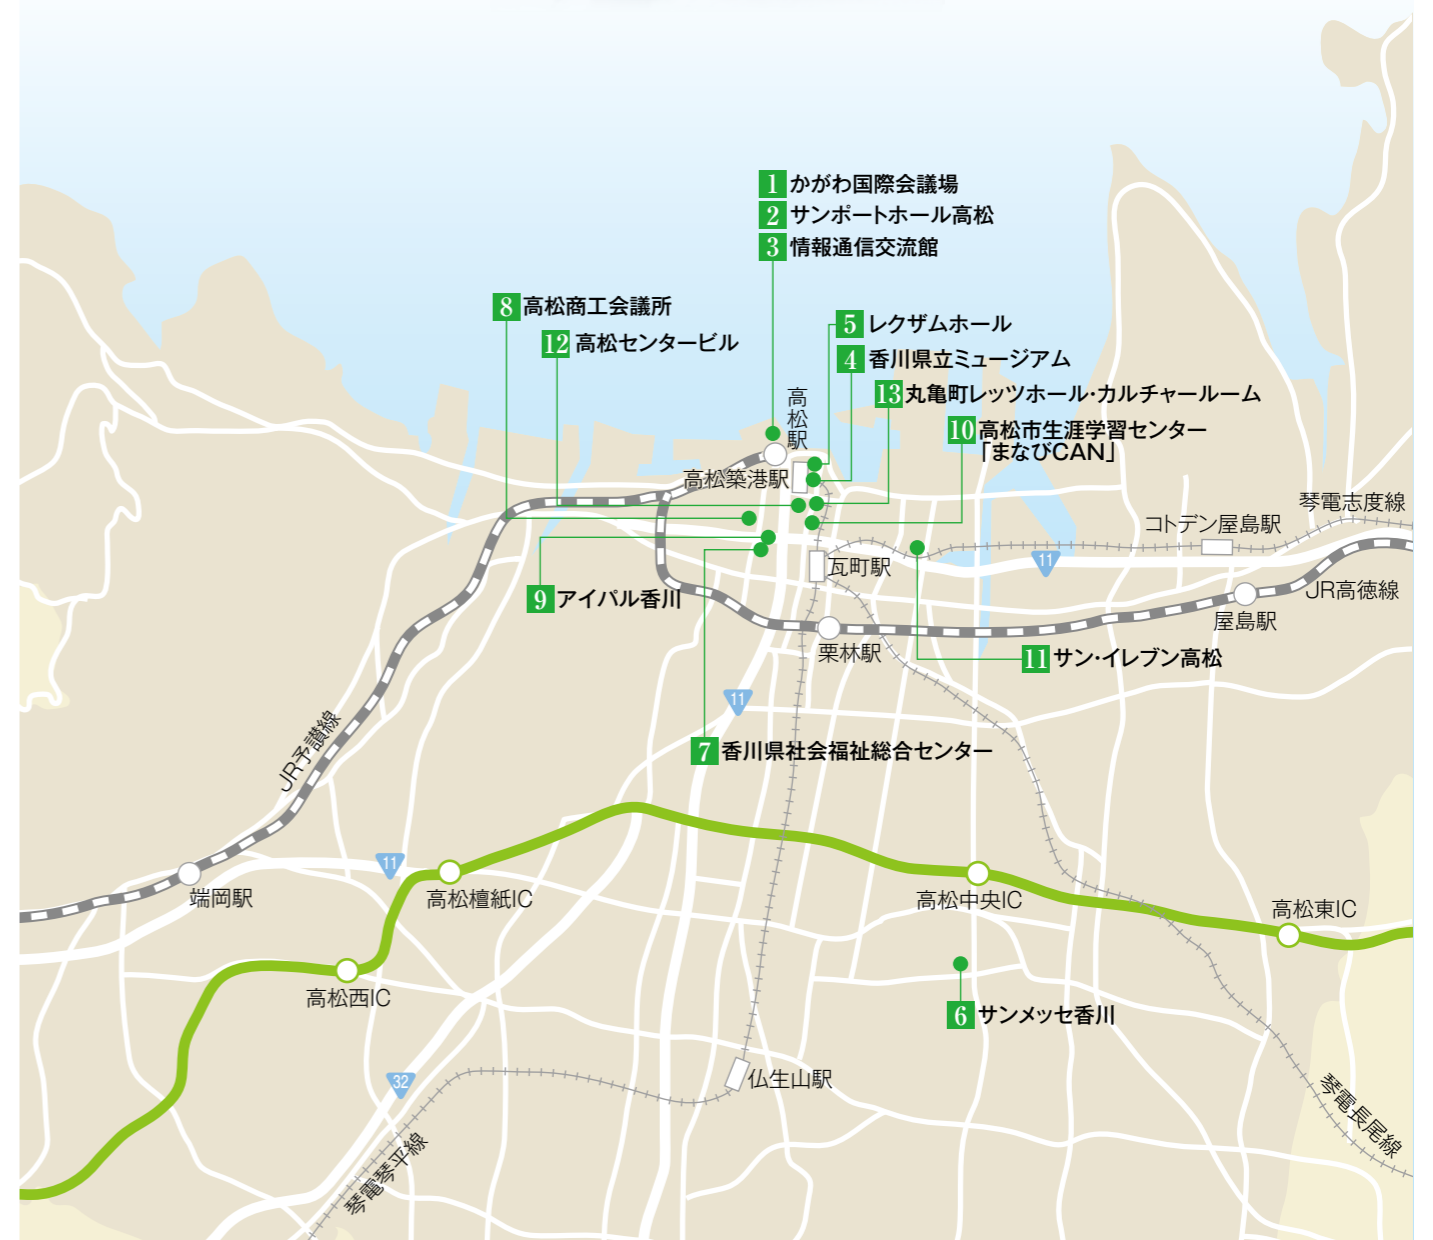 1 かがわ国際会議場
2 サンポートホール高松
3 情報通信交流館
8 高松商工会議所
5 レクザムホール
12 高松センタービル
4 香川県立ミュージアム
13 丸亀町レッツホール・カルチャールーム
高松駅
10 高松市生涯学習センター
「まなびCAN」
高松築港駅
琴電志度線
コトデン屋島駅
瓦町駅
11
JR高徳線
9 アイパル香川
屋島駅
栗林駅
11 サン・イレブン高松
11
JR予讃線
7 香川県社会福祉総合センター
11
端岡駅
高松檀紙IC
高松中央IC
高松東IC
高松西IC
6 サンメッセ香川
32
仏生山駅
琴電長尾線
琴電琴平線